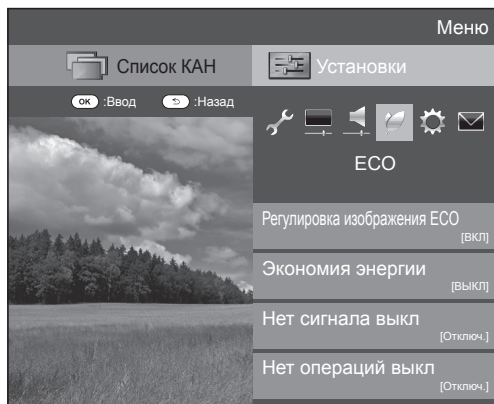 Меню
Список КАН
Установки
OK :Ввод :Назад
ECO
Регулировка изображения ECO
[ВКЛ]
Экономия энергии
[ВЫКЛ]
Нет сигнала выкл
[Отключ.]
Нет операций выкл
[Отключ.]